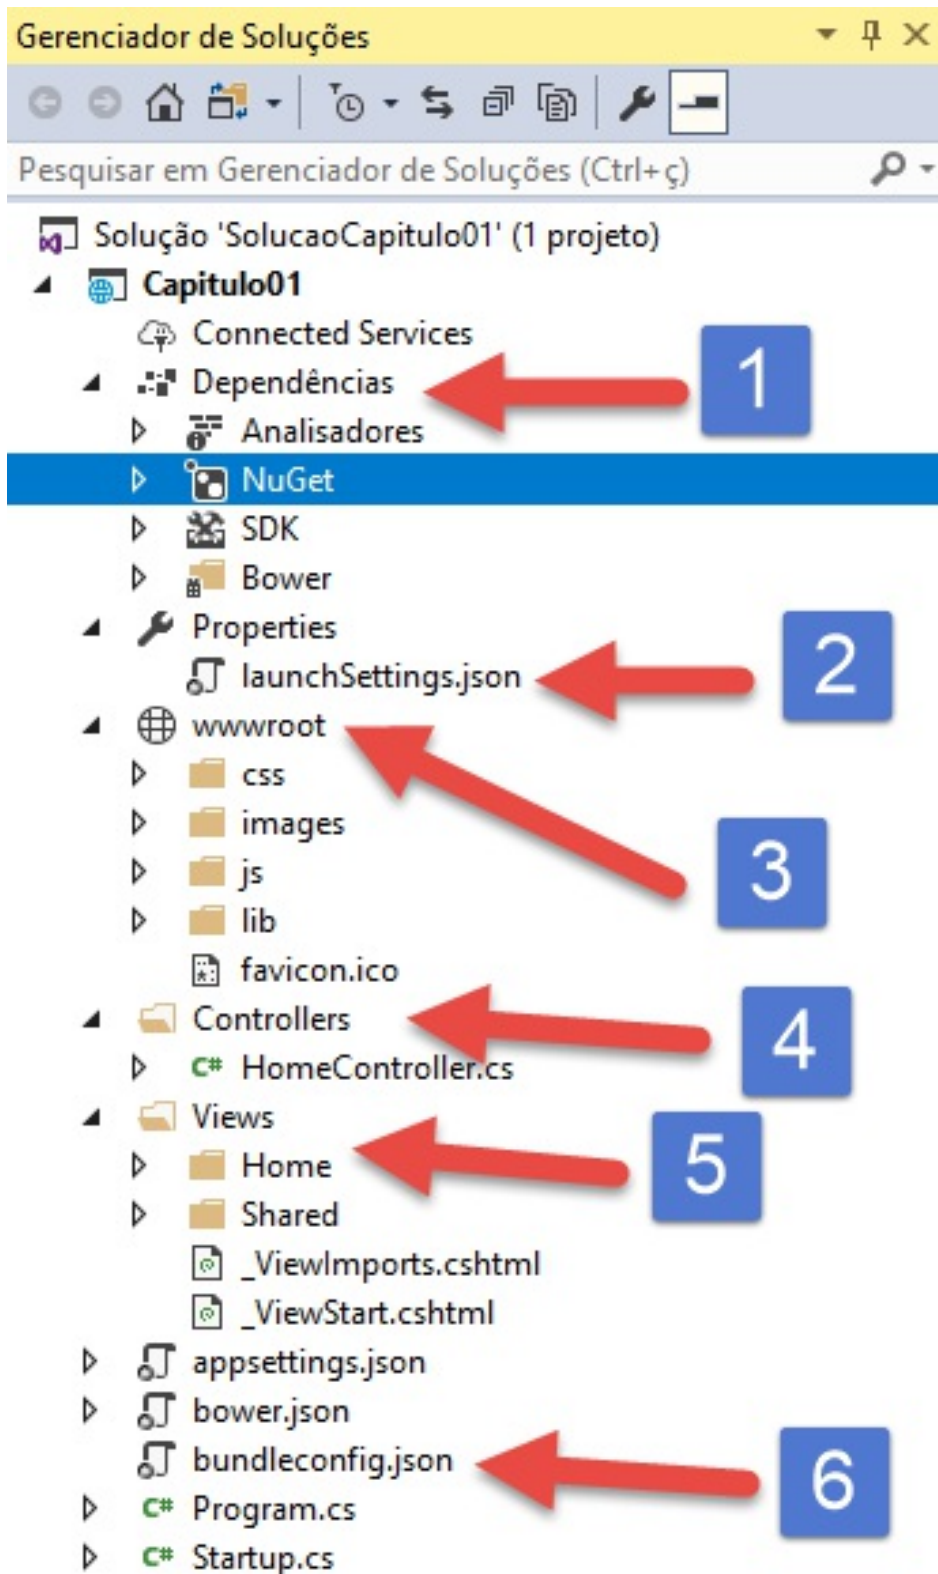 Gerenciador de Soluções
Pesquisar em Gerenciador de Soluções (Ctrl+ç)
Solução 'SolucaoCapitulo01' (1 projeto)
Capitulo01
Connected Services
Dependências
1
Analisadores
NuGet
SDK
Bower
Properties
2
launchSettings.json
wwwroot
css
images
3
js
lib
favicon.ico
Controllers
4
C# HomeController.cs
Views
5
Home
Shared
_ViewImports.cshtml
_ViewStart.cshtml
appsettings.json
bower.json
bundleconfig.json
6
C# Program.cs
C# Startup.cs